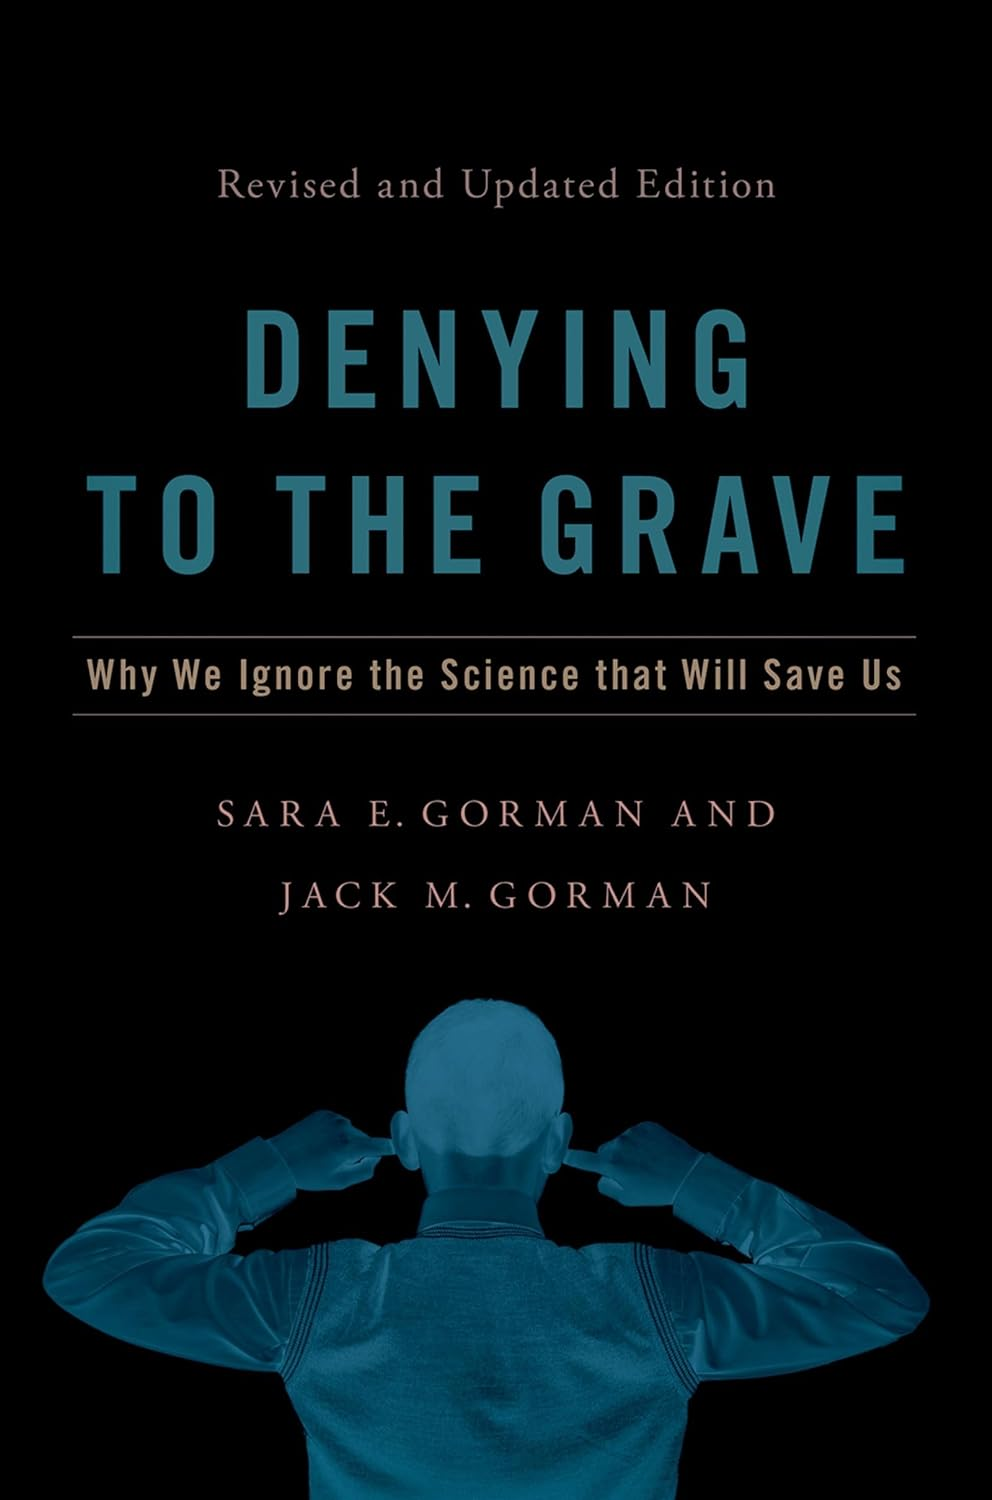 Revised and Updated Edition
DENYING
TO THE GRAVE
Why We Ignore the Science that Will Save Us
SARA E. GORMAN AND
JACK M. GORMAN